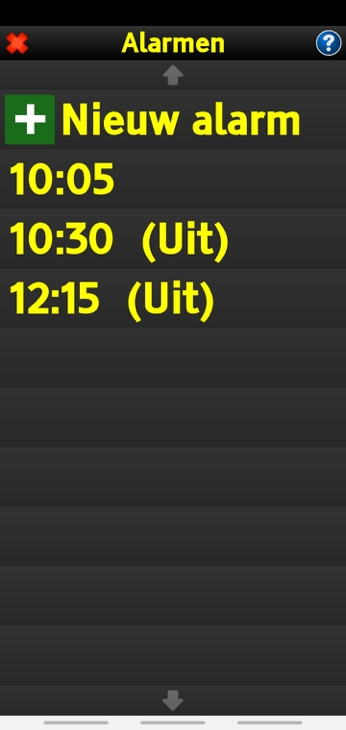 Alarmen
Nieuw alarm
10:05
10:30 (Uit)
12:15 (Uit)